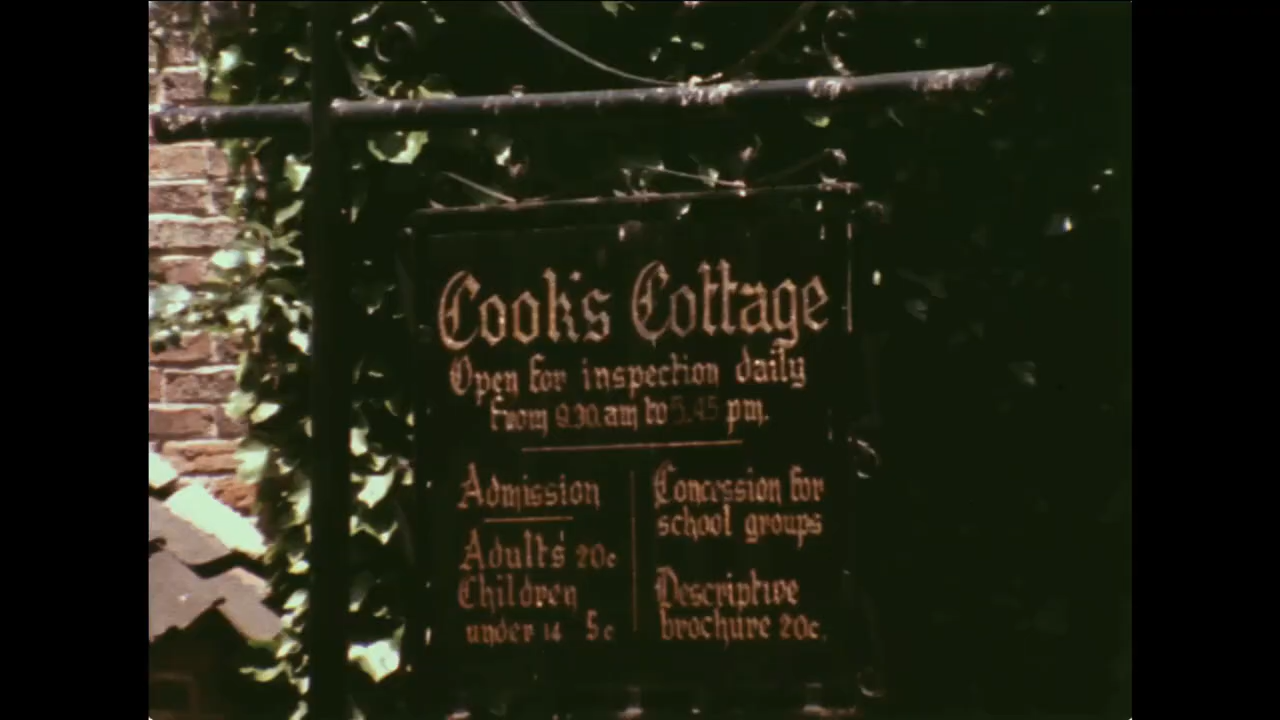 Cook's Cottage
Open for inspection daily
from 9.30 am to 5.45 pm.
Admission
Adults 20c
Children
under 14 5c
Concession for
school groups
Descriptive
brochure 20c.